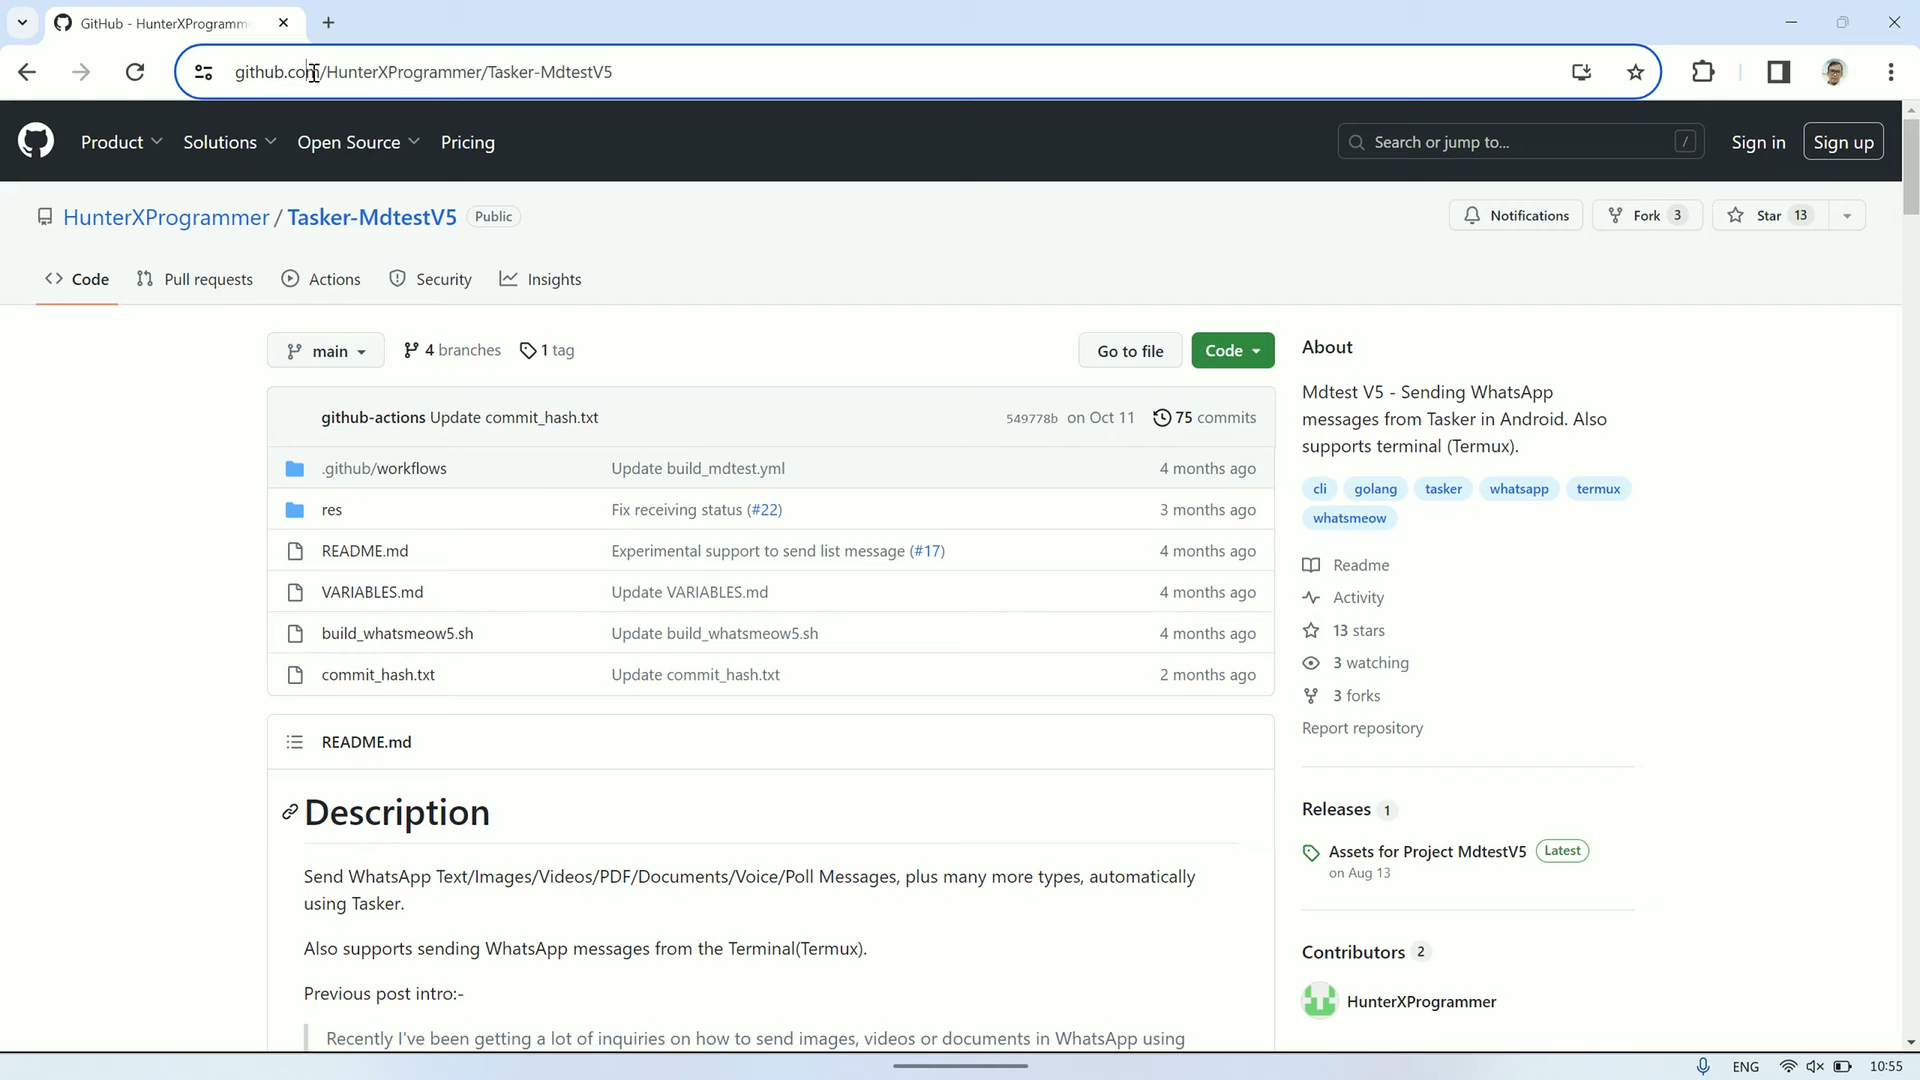 GitHub - HunterXProgramme
github.com/HunterXProgrammer/Tasker-MdtestV5
Product
Solutions
Open Source
Pricing
Search or jump to...
/
Sign in
Sign up
HunterXProgrammer / Tasker-MdtestV5
Public
Notifications
Fork 3
Star 13
Code
Pull requests
Actions
Security
Insights
main
4 branches
1 tag
Go to file
Code
github-actions Update commit_hash.txt
549778b on Oct 11
75 commits
.github/workflows
Update build_mdtest.yml
4 months ago
res
Fix receiving status (#22)
3 months ago
README.md
Experimental support to send list message (#17)
4 months ago
VARIABLES.md
Update VARIABLES.md
4 months ago
build_whatsmeow5.sh
Update build_whatsmeow5.sh
4 months ago
commit_hash.txt
Update commit_hash.txt
2 months ago
README.md
Description
Send WhatsApp Text/Images/Videos/PDF/Documents/Voice/Poll Messages, plus many more types, automatically
using Tasker.
Also supports sending WhatsApp messages from the Terminal(Termux).
Previous post intro:-
Recently I've been getting a lot of inquiries on how to send images, videos or documents in WhatsApp using
About
Mdtest V5 - Sending WhatsApp
messages from Tasker in Android. Also
supports terminal (Termux).
cli
golang
tasker
whatsapp
termux
whatsmeow
Readme
Activity
13 stars
3 watching
3 forks
Report repository
Releases 1
Assets for Project MdtestV5
Latest
on Aug 13
Contributors 2
HunterXProgrammer
ENG
10:55